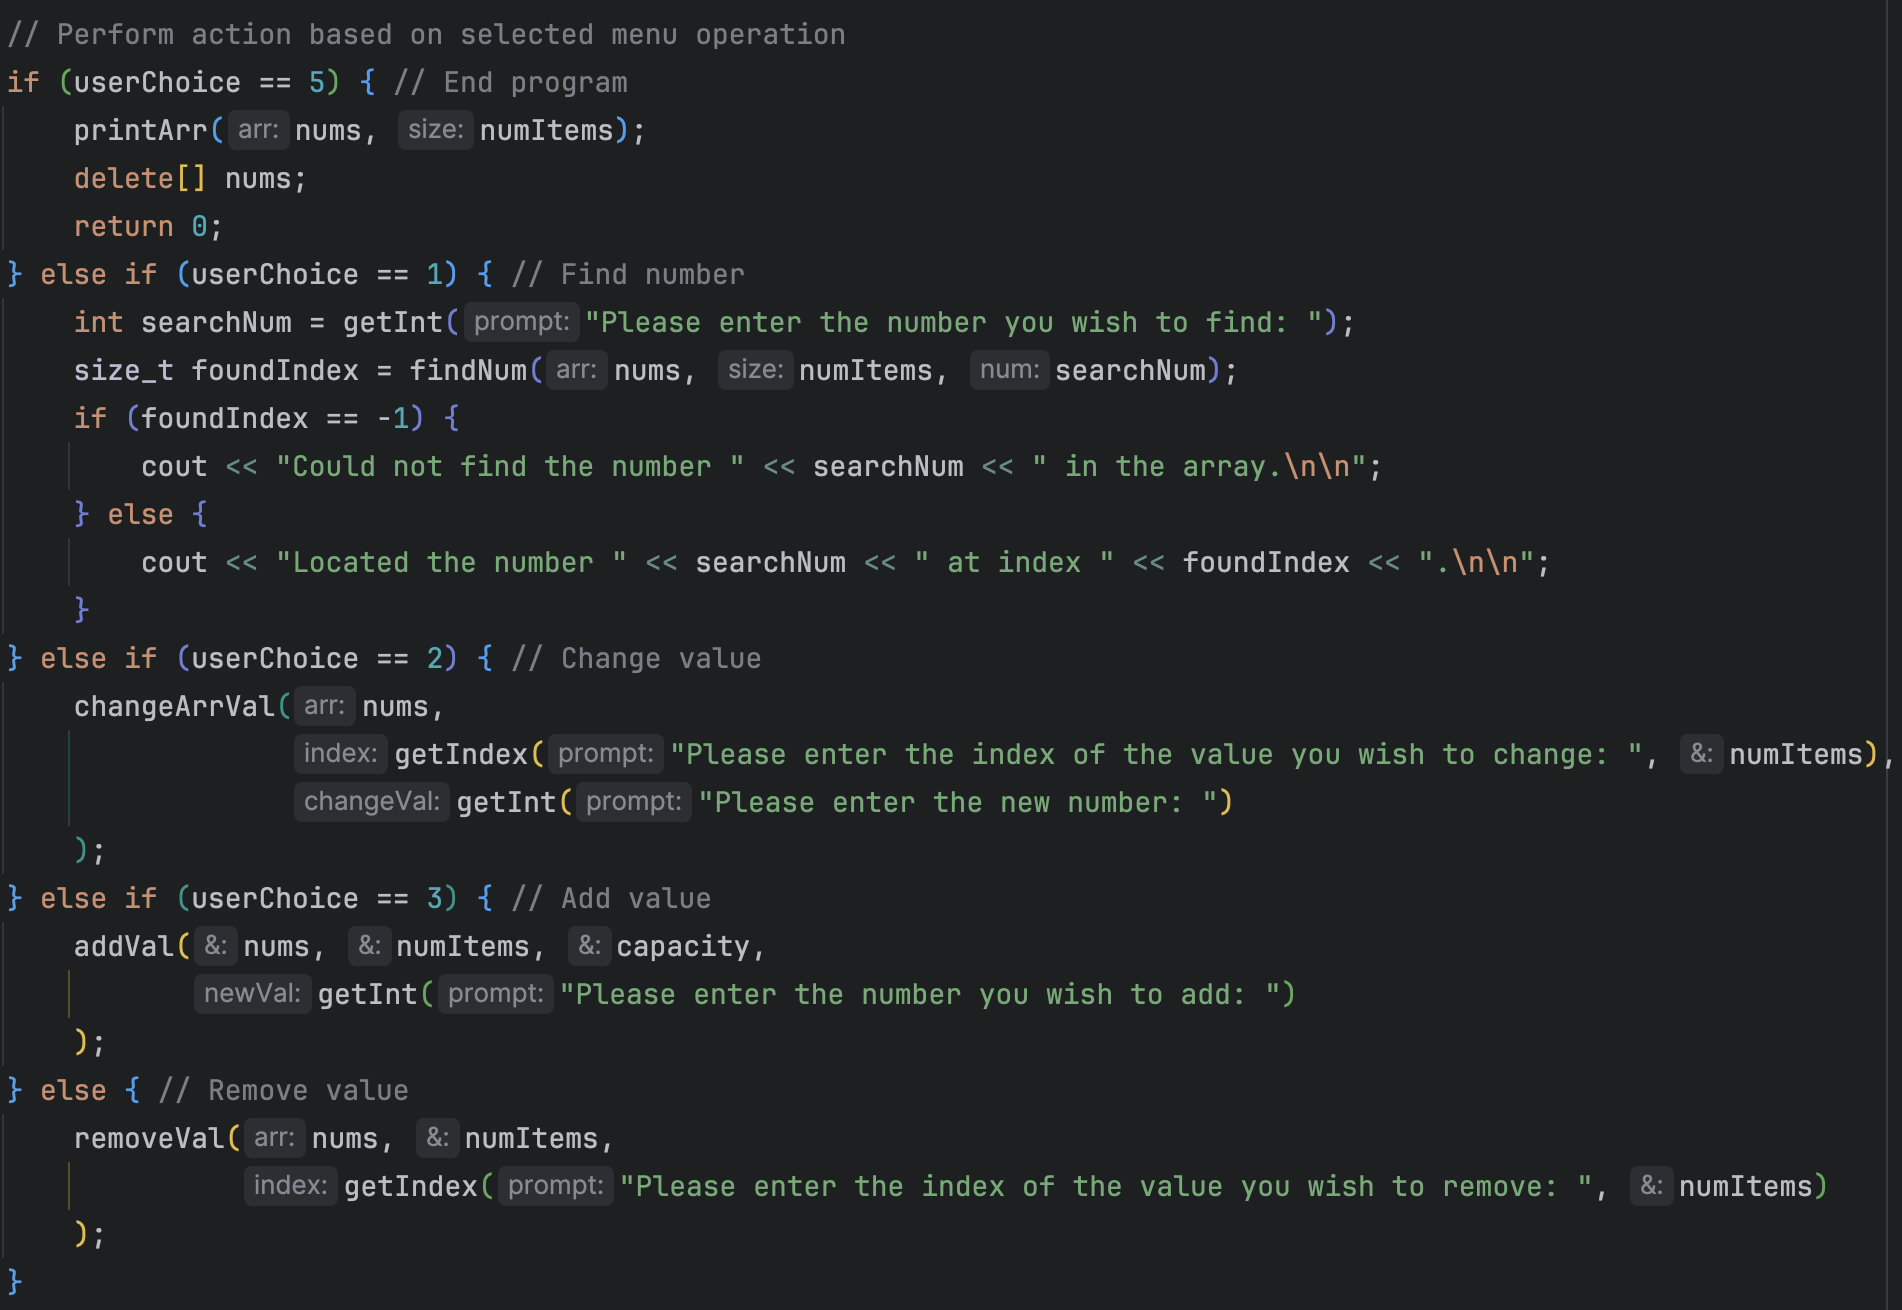 // Perform action based on selected menu operation
if (userChoice == 5) { // End program
    printArr( arr: nums,  size: numItems);
    delete[] nums;
    return 0;
} else if (userChoice == 1) { // Find number
    int searchNum = getInt( prompt: "Please enter the number you wish to find: ");
    size_t foundIndex = findNum( arr: nums,  size: numItems,  num: searchNum);
    if (foundIndex == -1) {
        cout << "Could not find the number " << searchNum << " in the array.\n\n";
    } else {
        cout << "Located the number " << searchNum << " at index " << foundIndex << ".\n\n";
    }
} else if (userChoice == 2) { // Change value
    changeArrVal( arr: nums,
                 index: getIndex( prompt: "Please enter the index of the value you wish to change: ",  &: numItems),
                 changeVal: getInt( prompt: "Please enter the new number: ")
    );
} else if (userChoice == 3) { // Add value
    addVal( &: nums,  &: numItems,  &: capacity,
           newVal: getInt( prompt: "Please enter the number you wish to add: ")
    );
} else { // Remove value
    removeVal( arr: nums,  &: numItems,
              index: getIndex( prompt: "Please enter the index of the value you wish to remove: ",  &: numItems)
    );
}